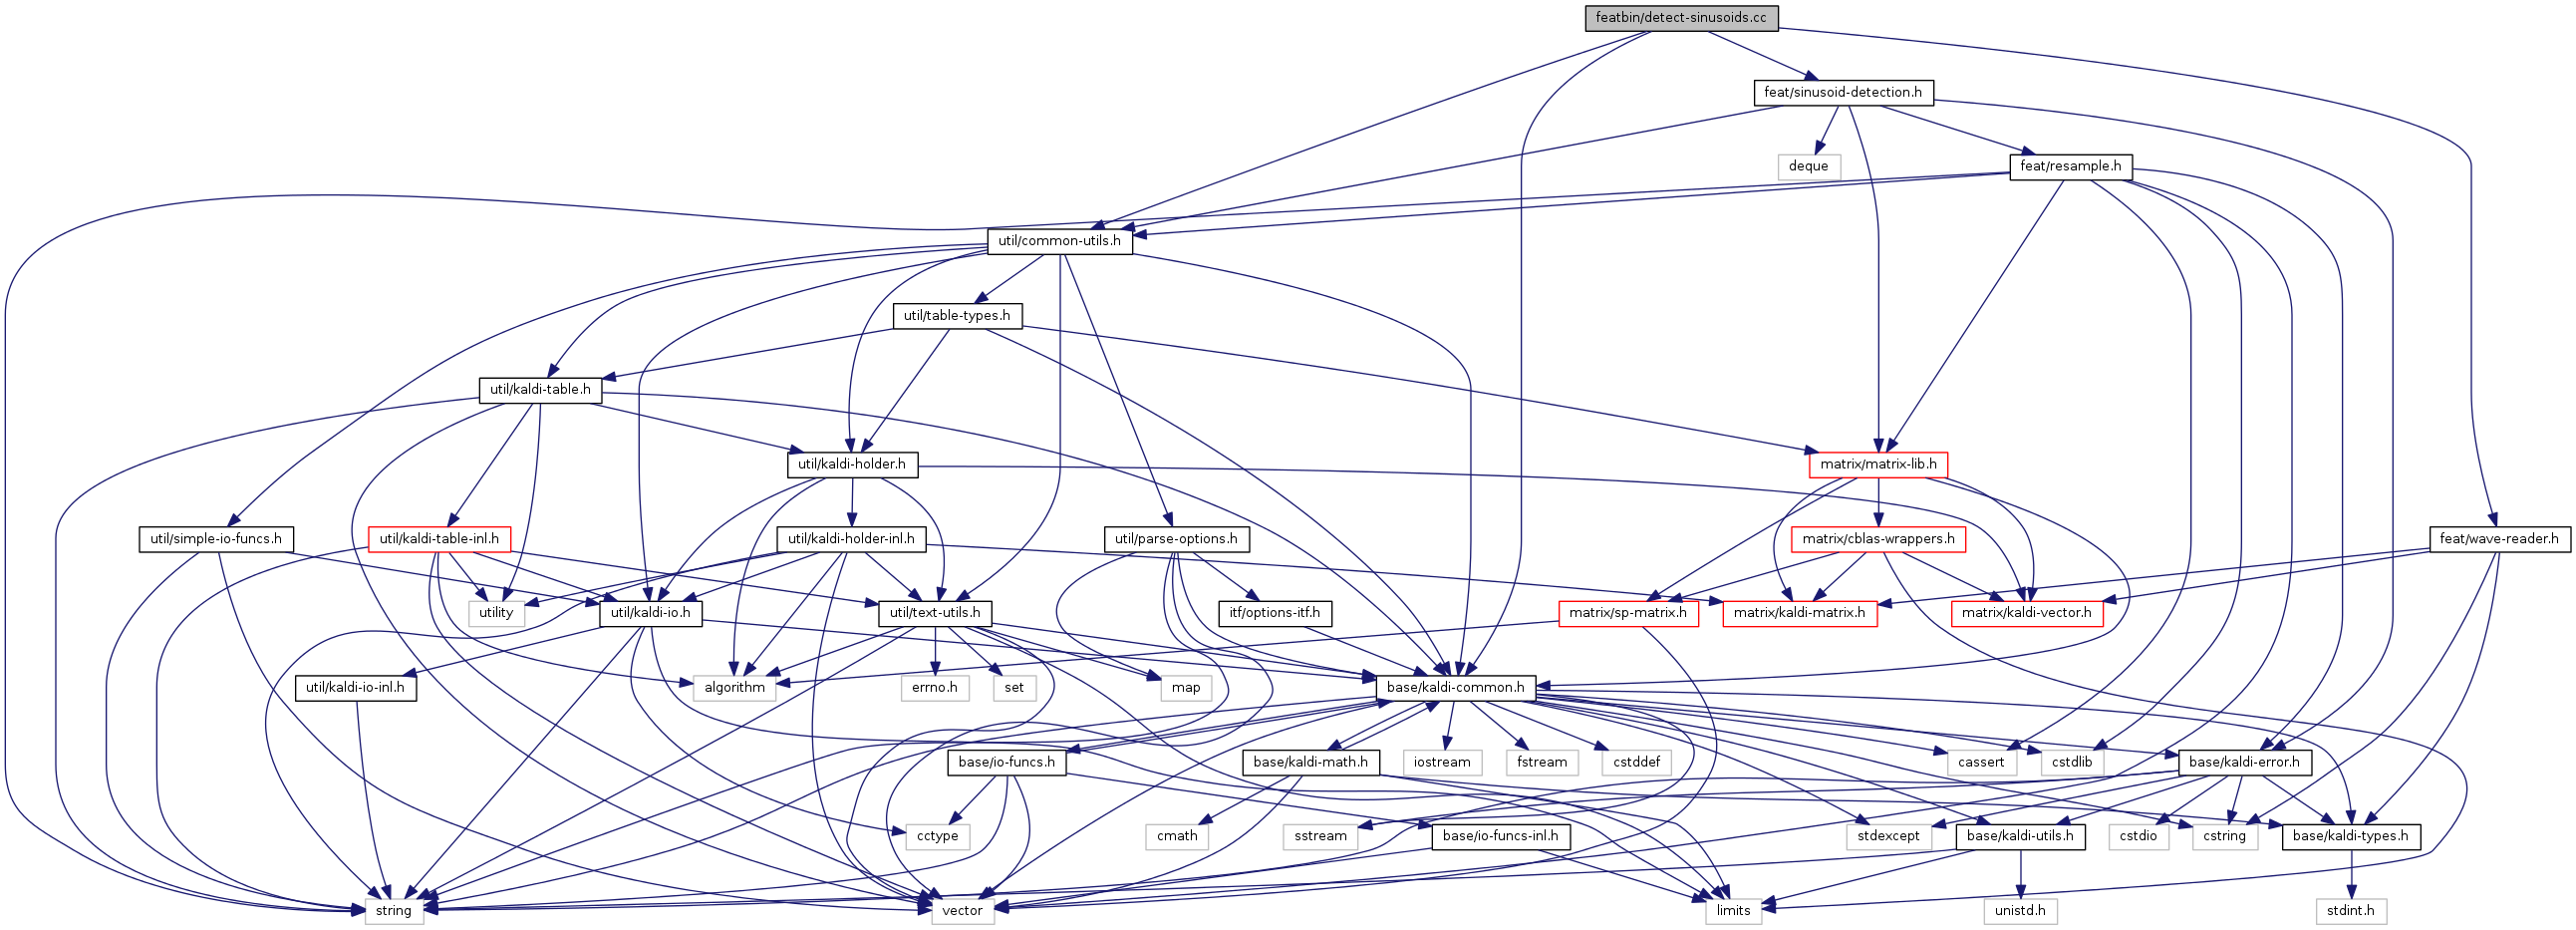 featbin/detect-sinusoids.cc
feat/sinusoid-detection.h
deque
feat/resample.h
util/common-utils.h
util/table-types.h
util/kaldi-table.h
util/kaldi-holder.h
matrix/matrix-lib.h
util/simple-io-funcs.h
util/kaldi-table-inl.h
util/kaldi-holder-inl.h
util/parse-options.h
matrix/cblas-wrappers.h
feat/wave-reader.h
utility
util/kaldi-io.h
util/text-utils.h
itf/options-itf.h
matrix/sp-matrix.h
matrix/kaldi-matrix.h
matrix/kaldi-vector.h
util/kaldi-io-inl.h
algorithm
errno.h
set
map
base/kaldi-common.h
base/io-funcs.h
base/kaldi-math.h
iostream
fstream
cstddef
cassert
cstdlib
base/kaldi-error.h
cctype
cmath
sstream
base/io-funcs-inl.h
stdexcept
base/kaldi-utils.h
cstdio
cstring
base/kaldi-types.h
string
vector
limits
unistd.h
stdint.h